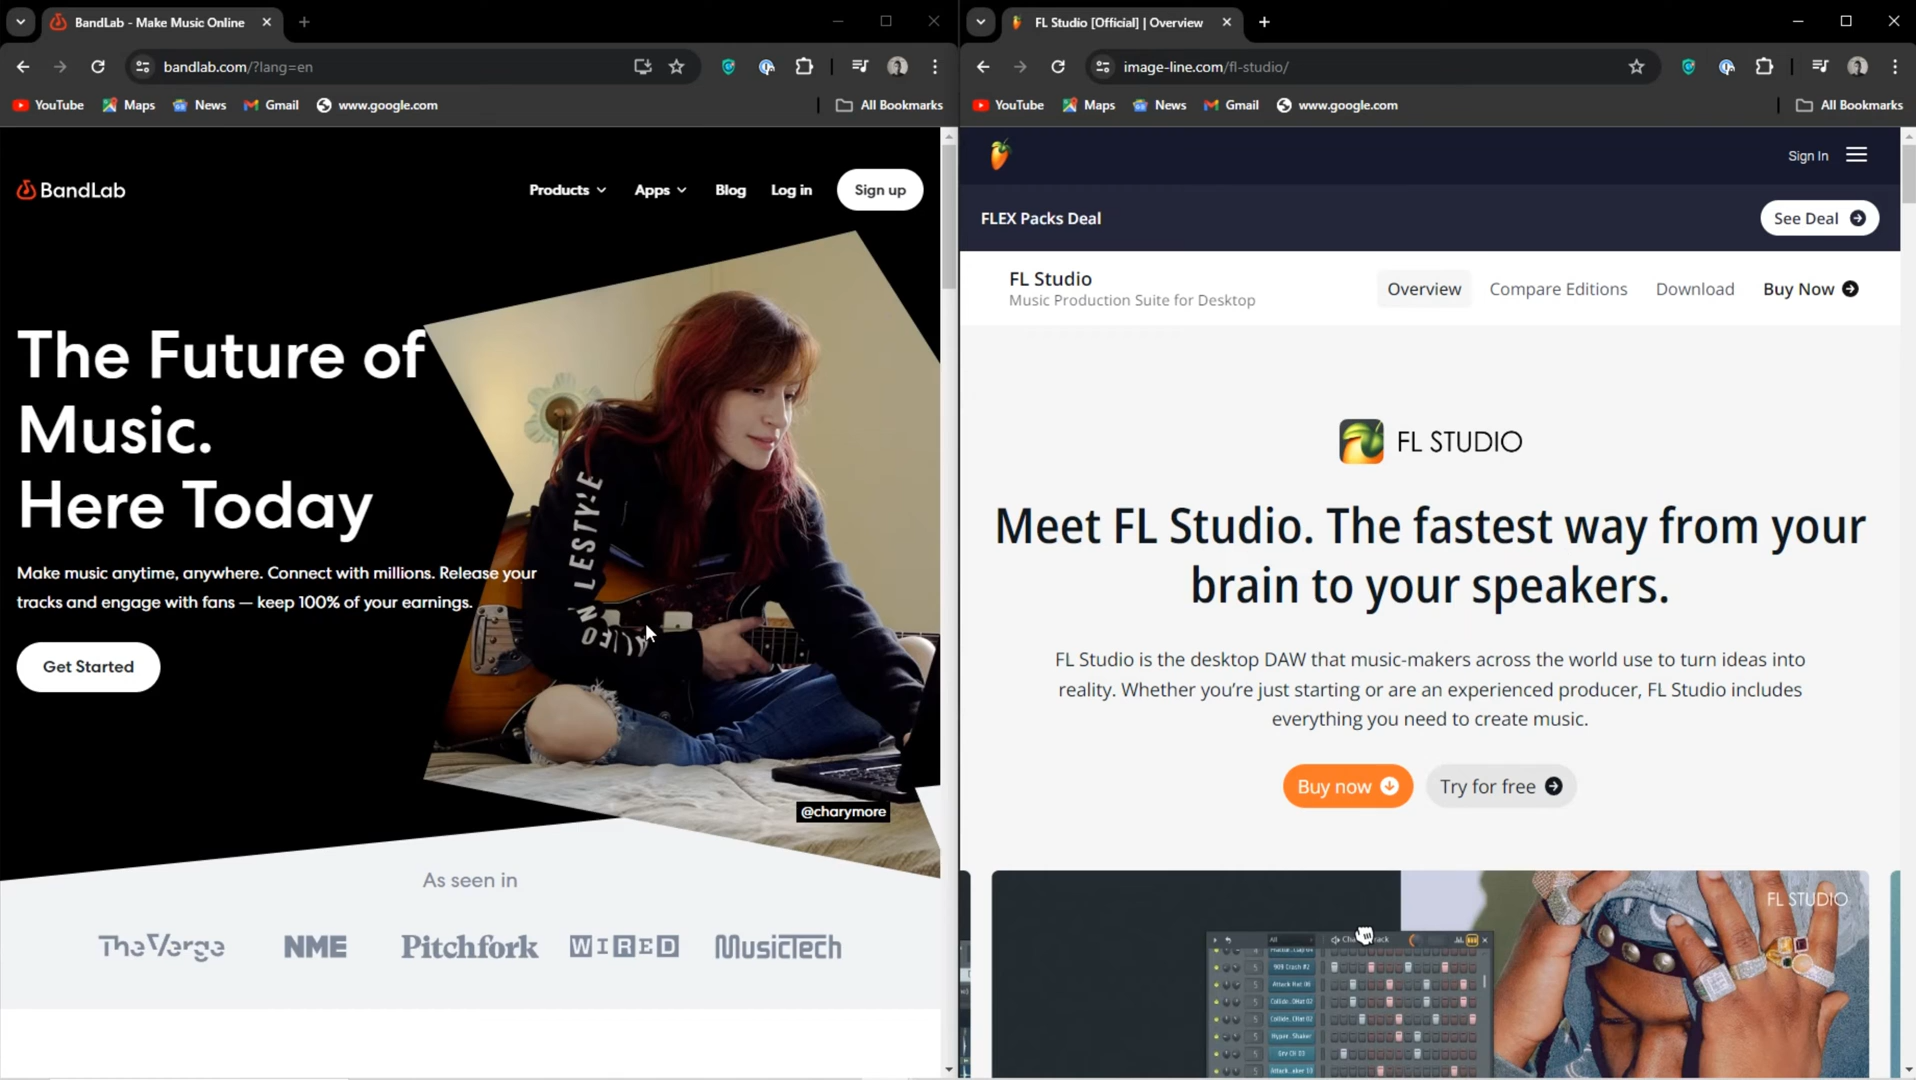 BandLab - Make Music Online
bandlab.com/?lang=en
YouTube
Maps
News
Gmail
www.google.com
All Bookmarks
BandLab
Products
Apps
Blog
Log in
Sign up
The Future of
Music.
Here Today
Make music anytime, anywhere. Connect with millions. Release your
tracks and engage with fans — keep 100% of your earnings.
Get Started
@charymore
As seen in
The Verge
NME
Pitchfork
WIRED
MusicTech
FL Studio [Official] | Overview
image-line.com/fl-studio/
YouTube
Maps
News
Gmail
www.google.com
All Bookmarks
Sign In
FLEX Packs Deal
See Deal
FL Studio
Music Production Suite for Desktop
Overview
Compare Editions
Download
Buy Now
FL STUDIO
Meet FL Studio. The fastest way from your
brain to your speakers.
FL Studio is the desktop DAW that music-makers across the world use to turn ideas into
reality. Whether you’re just starting or are an experienced producer, FL Studio includes
everything you need to create music.
Buy now
Try for free
FL STUDIO
All
909 Crash #2
Attack Hat 06
Hyper_Shaker